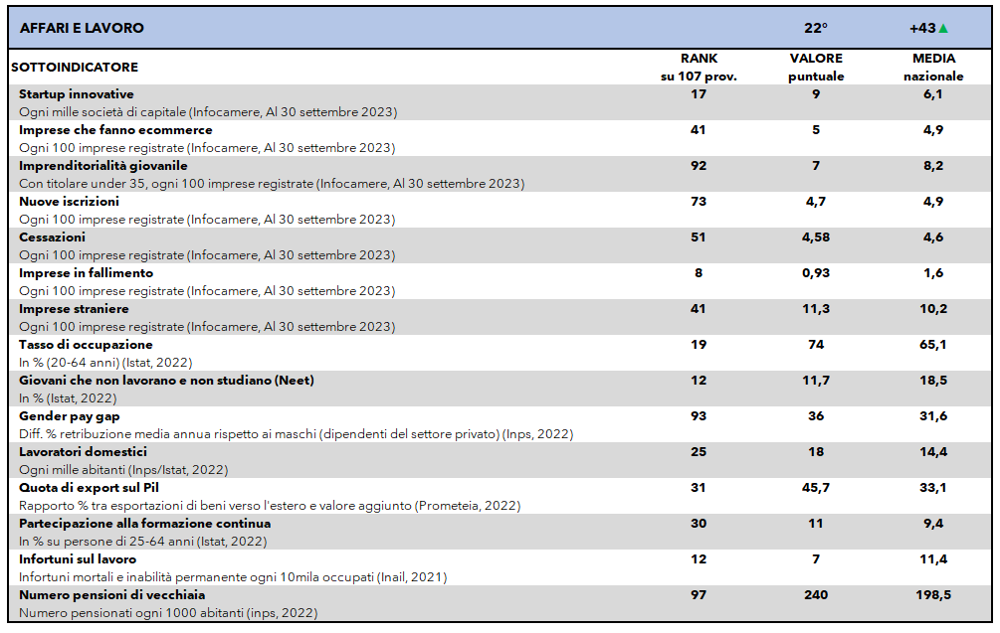 AFFARI E LAVORO 22° +43▲
SOTTOINDICATORE RANK su 107 prov. VALORE puntuale MEDIA nazionale
Startup innovative 17 9 6,1
Ogni mille società di capitale (Infocamere, Al 30 settembre 2023)
Imprese che fanno ecommerce 41 5 4,9
Ogni 100 imprese registrate (Infocamere, Al 30 settembre 2023)
Imprenditorialità giovanile 92 7 8,2
Con titolare under 35, ogni 100 imprese registrate (Infocamere, Al 30 settembre 2023)
Nuove iscrizioni 73 4,7 4,9
Ogni 100 imprese registrate (Infocamere, Al 30 settembre 2023)
Cessazioni 51 4,58 4,6
Ogni 100 imprese registrate (Infocamere, Al 30 settembre 2023)
Imprese in fallimento 8 0,93 1,6
Ogni 100 imprese registrate (Infocamere, Al 30 settembre 2023)
Imprese straniere 41 11,3 10,2
Ogni 100 imprese registrate (Infocamere, Al 30 settembre 2023)
Tasso di occupazione 19 74 65,1
In % (20-64 anni) (Istat, 2022)
Giovani che non lavorano e non studiano (Neet) 12 11,7 18,5
In % (Istat, 2022)
Gender pay gap 93 36 31,6
Diff. % retribuzione media annua rispetto ai maschi (dipendenti del settore privato) (Inps, 2022)
Lavoratori domestici 25 18 14,4
Ogni mille abitanti (Inps/Istat, 2022)
Quota di export sul Pil 31 45,7 33,1
Rapporto % tra esportazioni di beni verso l'estero e valore aggiunto (Prometeia, 2022)
Partecipazione alla formazione continua 30 11 9,4
In % su persone di 25-64 anni (Istat, 2022)
Infortuni sul lavoro 12 7 11,4
Infortuni mortali e inabilità permanente ogni 10mila occupati (Inail, 2021)
Numero pensioni di vecchiaia 97 240 198,5
Numero pensionati ogni 1000 abitanti (inps, 2022)